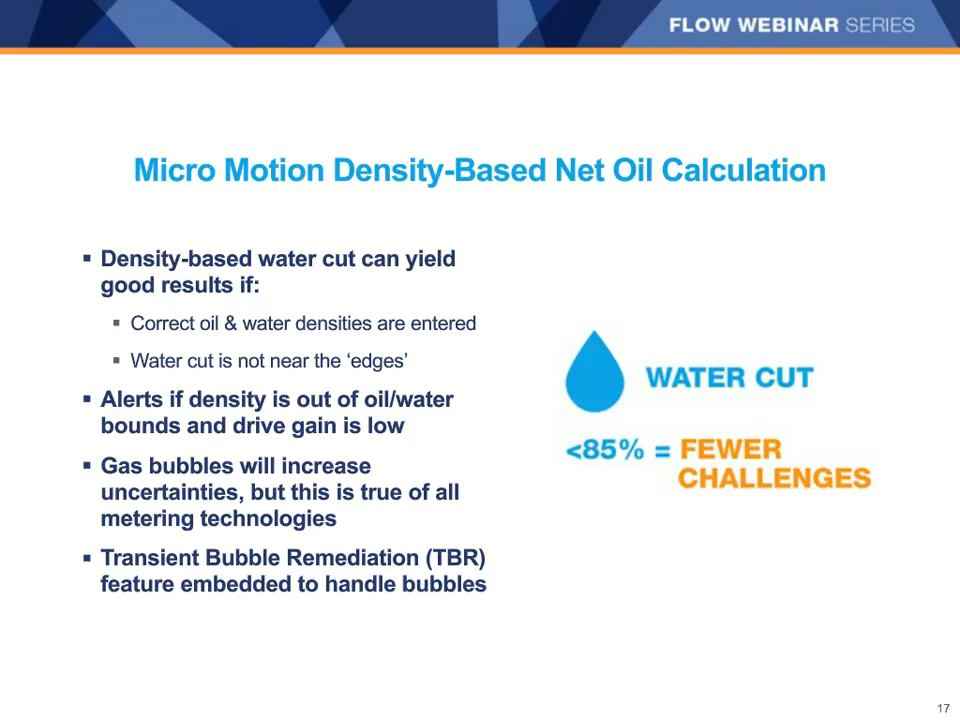 FLOW WEBINAR SERIES
Micro Motion Density-Based Net Oil Calculation
▪ Density-based water cut can yield
good results if:
▪ Correct oil & water densities are entered
▪ Water cut is not near the ‘edges’
▪ Alerts if density is out of oil/water
bounds and drive gain is low
▪ Gas bubbles will increase
uncertainties, but this is true of all
metering technologies
▪ Transient Bubble Remediation (TBR)
feature embedded to handle bubbles
WATER CUT
<85% = FEWER
CHALLENGES
17